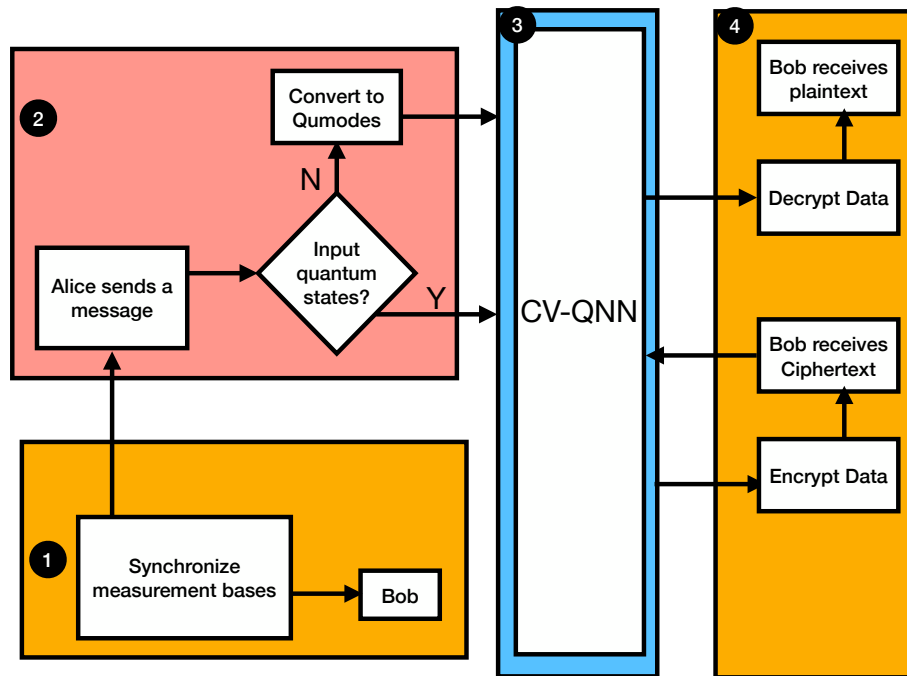 3
4
2
Convert to
Qumodes
Bob receives
plaintext
N
Decrypt Data
Input
quantum
states?
Alice sends a
message
Y
CV-QNN
Bob receives
Ciphertext
Encrypt Data
1
Synchronize
measurement bases
Bob